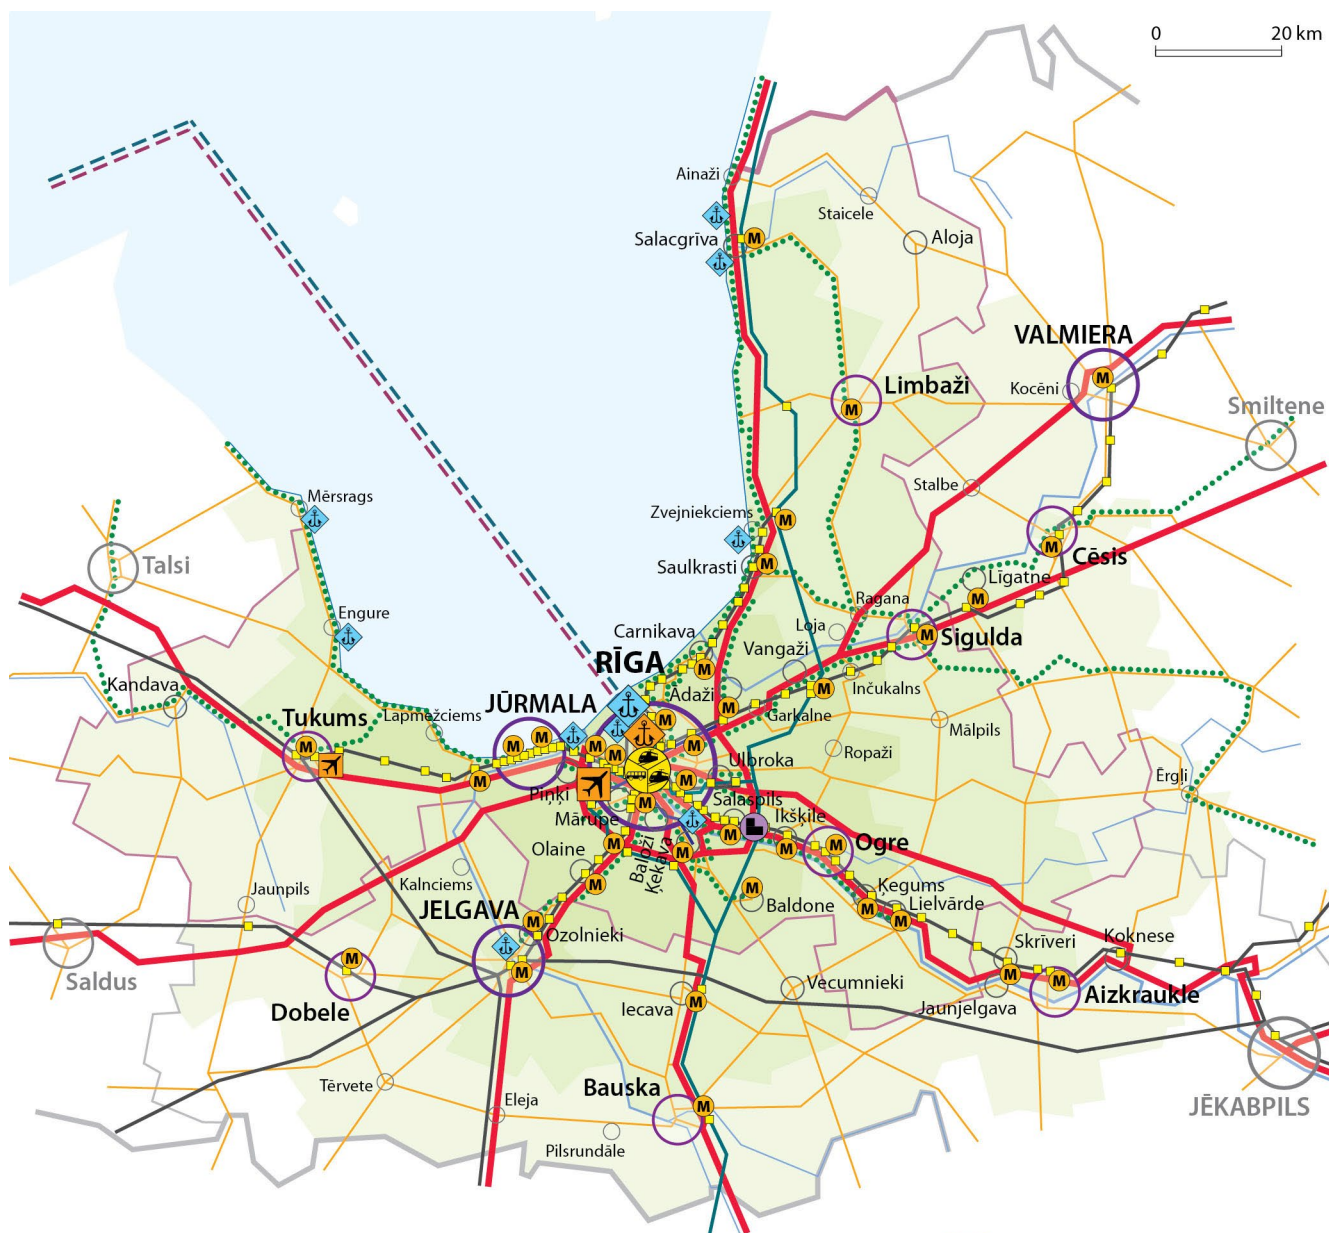 0 20 km
Ainaži
Staicele
Salacgrīva
M
Aloja
VALMIERA
M
Kocēni
Limbaži
M
Smiltene
Stalbe
Mērsrags
Zvejniekciems
M
Cēsis
M
Talsi
Saulkrasti
M
Līgatne
M
Engure
Ragana
Loja
Carnikava
Sigulda
M
RĪGA
Vangaži
M
Kandava
Inčukalns
M
Ādaži
M
JŪRMALA
Tukums
M
Lapmežciems
M
M
M
Garkalne
Mālpils
M
M
M
Ropaži
Ulbroka
M
M
Ērgli
Piņķi
M
Salaspils
Mārupe
Ikšķile
M
M
M
Ogre
M
Olaine
Baloži
Ķekava
M
Kalnciems
M
Jaunpils
M
Baldone
Ķegums
M
Lielvārde
M
JELGAVA
M
Ozolnieki
Skrīveri
Koknese
Saldus
M
M
Dobele
Vecumnieki
M
M
Aizkraukle
Iecava
M
Jaunjelgava
Tērvete
Eleja
Bauska
M
JĒKABPILS
Pilsrundāle